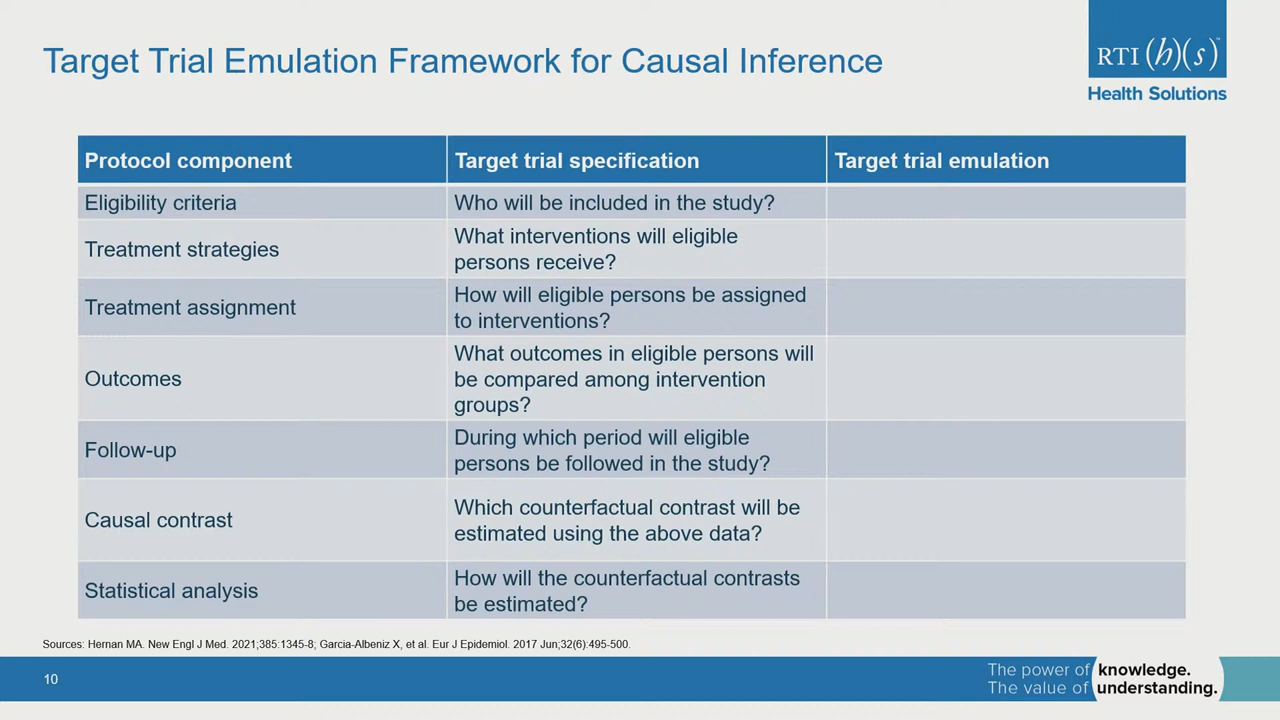 Target Trial Emulation Framework for Causal Inference
RTI(h)(s)™
Health Solutions
Protocol component
Target trial specification
Target trial emulation
Eligibility criteria
Who will be included in the study?
Treatment strategies
What interventions will eligible
persons receive?
Treatment assignment
How will eligible persons be assigned
to interventions?
Outcomes
What outcomes in eligible persons will
be compared among intervention
groups?
Follow-up
During which period will eligible
persons be followed in the study?
Causal contrast
Which counterfactual contrast will be
estimated using the above data?
Statistical analysis
How will the counterfactual contrasts
be estimated?
Sources: Hernan MA. New Engl J Med. 2021;385:1345-8; Garcia-Albeniz X, et al. Eur J Epidemiol. 2017 Jun;32(6):495-500.
10
The power of knowledge.
The value of understanding.